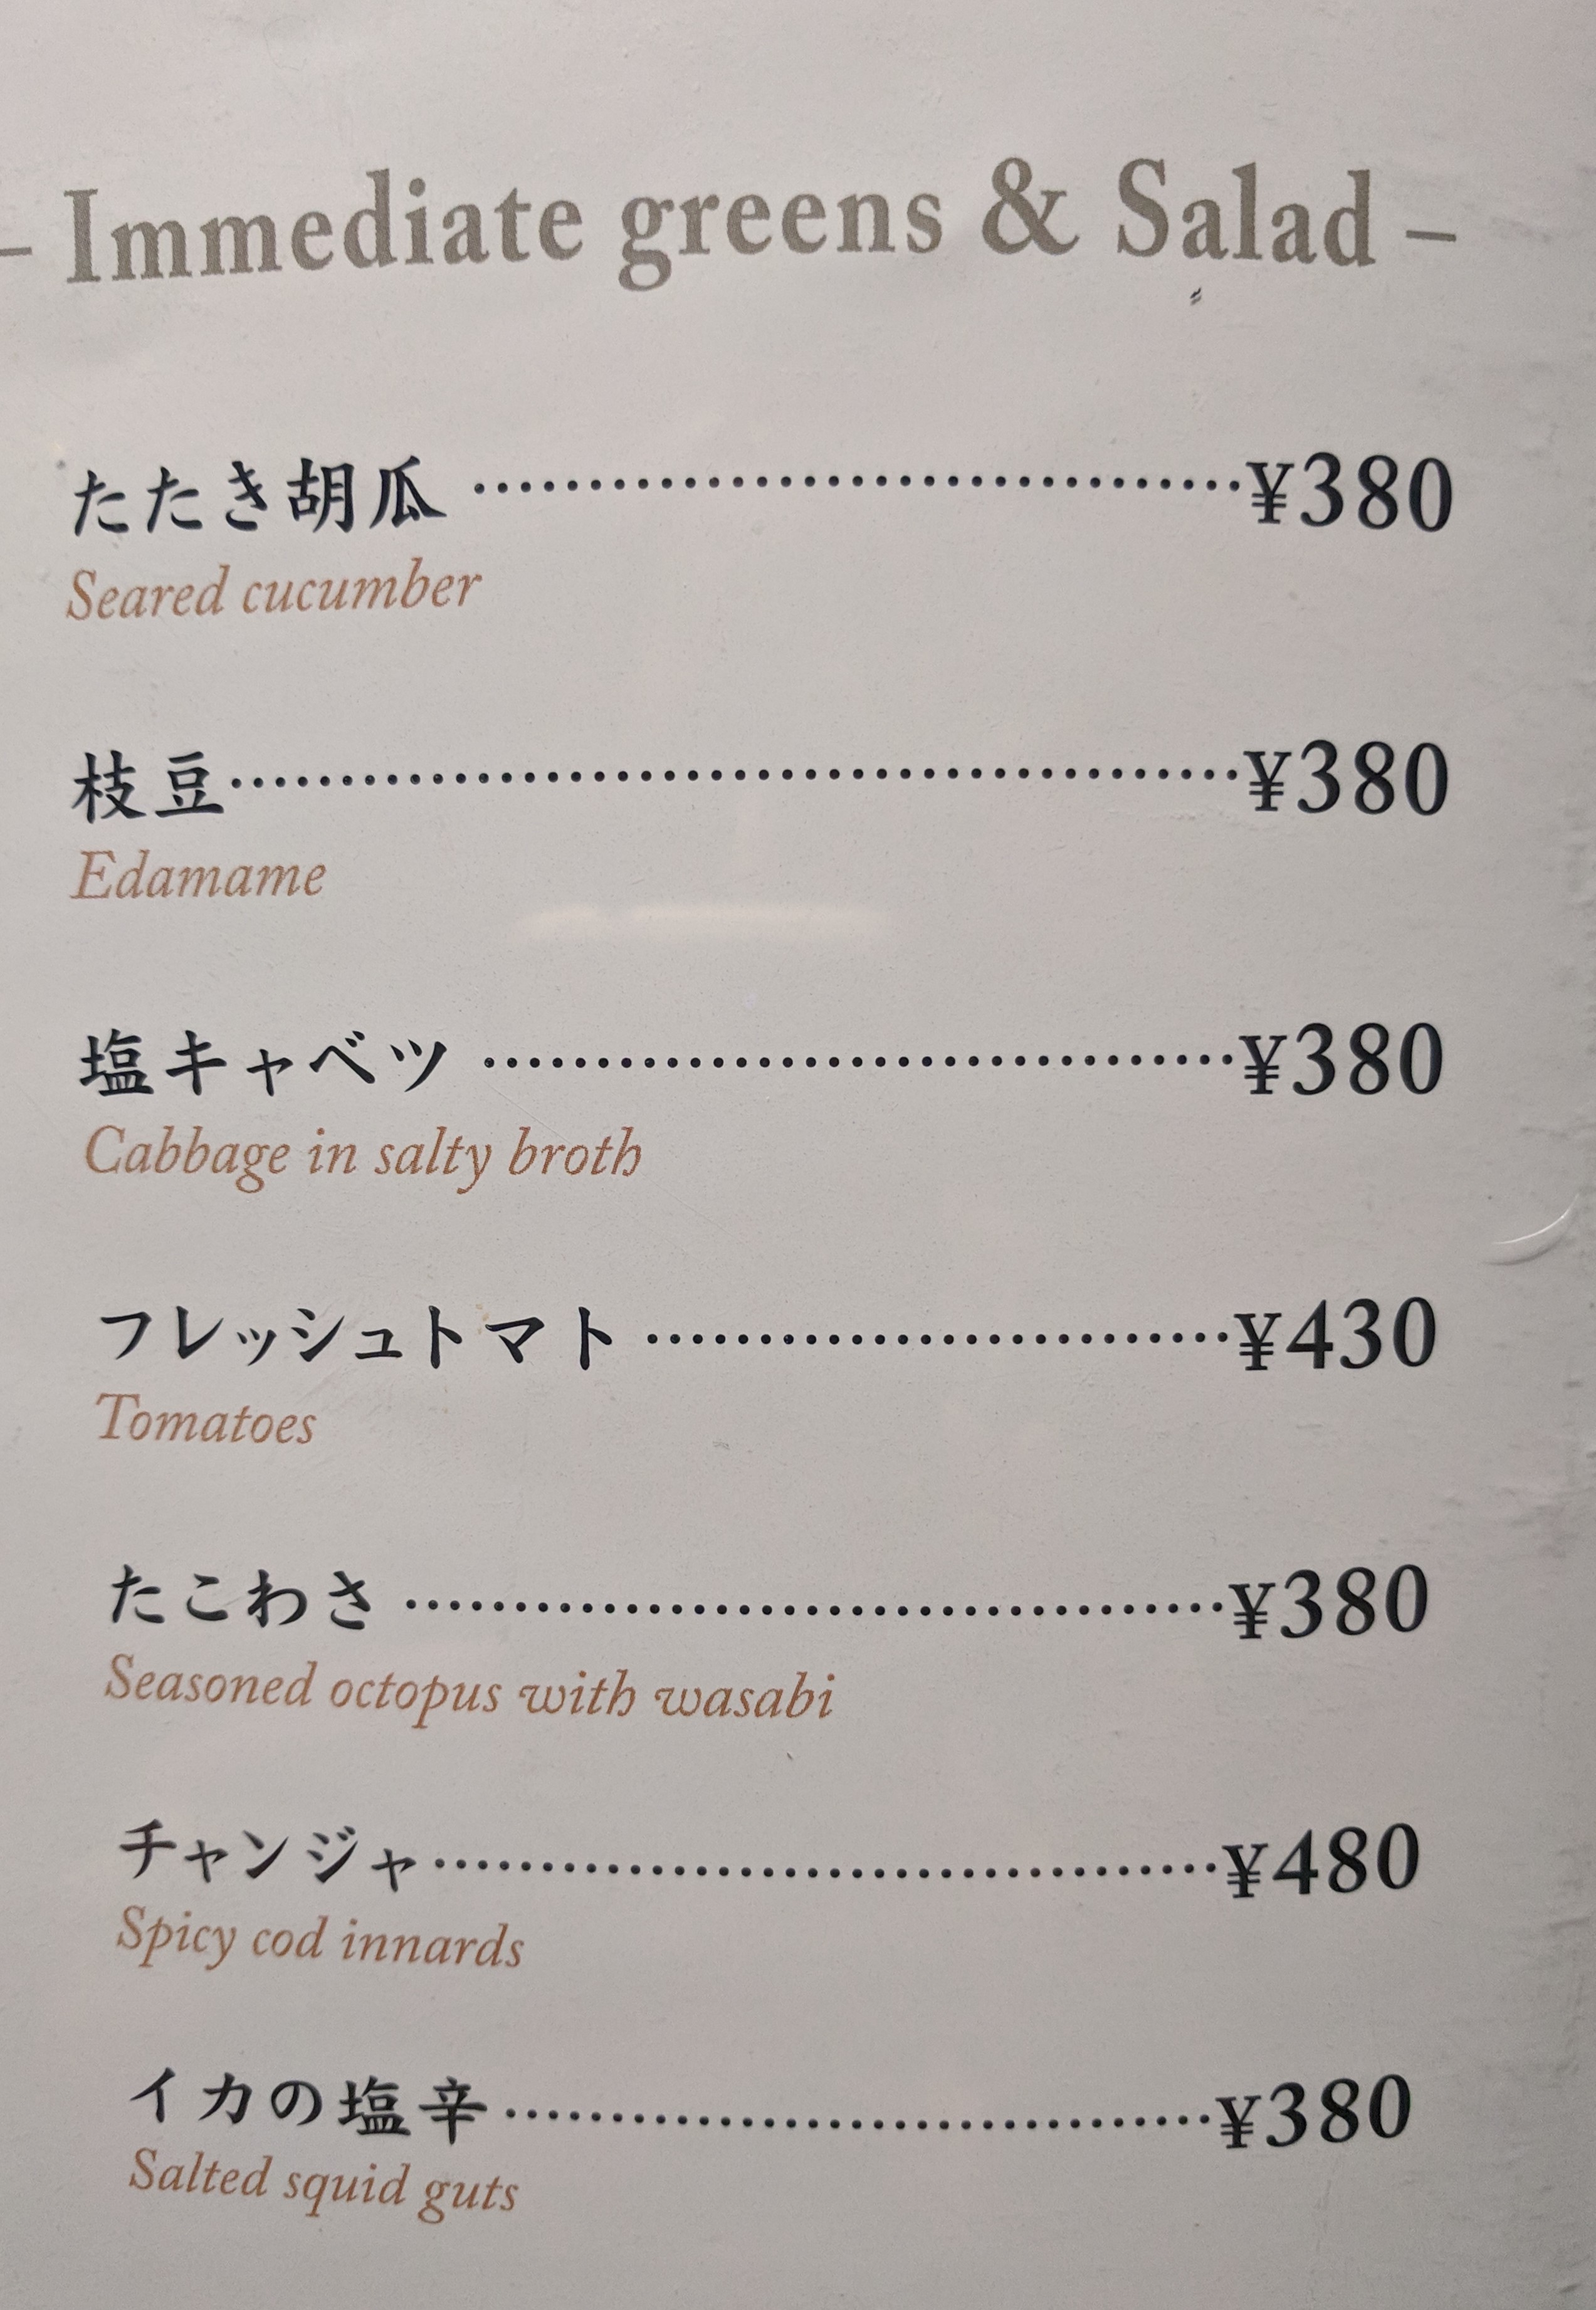 – Immediate greens & Salad –
たたき胡瓜 ····································¥380
Seared cucumber
枝豆··············································¥380
Edamame
塩キャベツ ····································¥380
Cabbage in salty broth
フレッシュトマト ···························¥430
Tomatoes
たこわさ ·······································¥380
Seasoned octopus with wasabi
チャンジャ·····································¥480
Spicy cod innards
イカの塩辛··································¥380
Salted squid guts